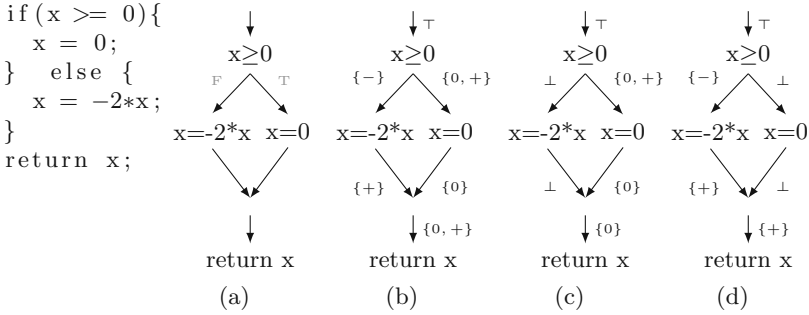 if(x >= 0){
x = 0;
} else {
x = -2*x;
}
return x;
x≥0
F T
x=-2*x x=0
return x
(a)
⊤
x≥0
{-} {0,+}
x=-2*x x=0
{+} {0}
{0,+}
return x
(b)
⊤
x≥0
⊥ {0,+}
x=-2*x x=0
⊥ {0}
{0}
return x
(c)
⊤
x≥0
{-} ⊥
x=-2*x x=0
{+} ⊥
{+}
return x
(d)